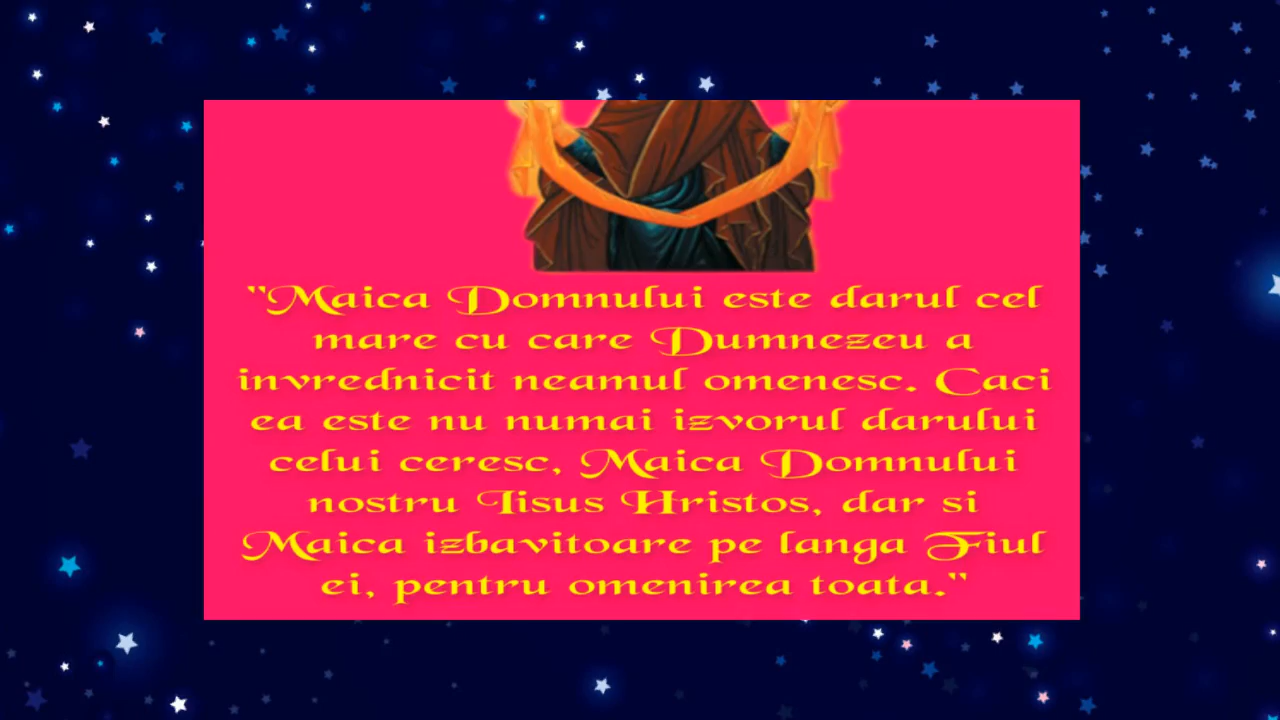 "Maica Domnului este darul cel
mare cu care Dumnezeu a
invrednicit neamul omenesc. Caci
ea este nu numai izvorul darului
celui ceresc, Maica Domnului
nostru Iisus Hristos, dar si
Maica izbavitoare pe langa Fiul
ei, pentru omenirea toata."